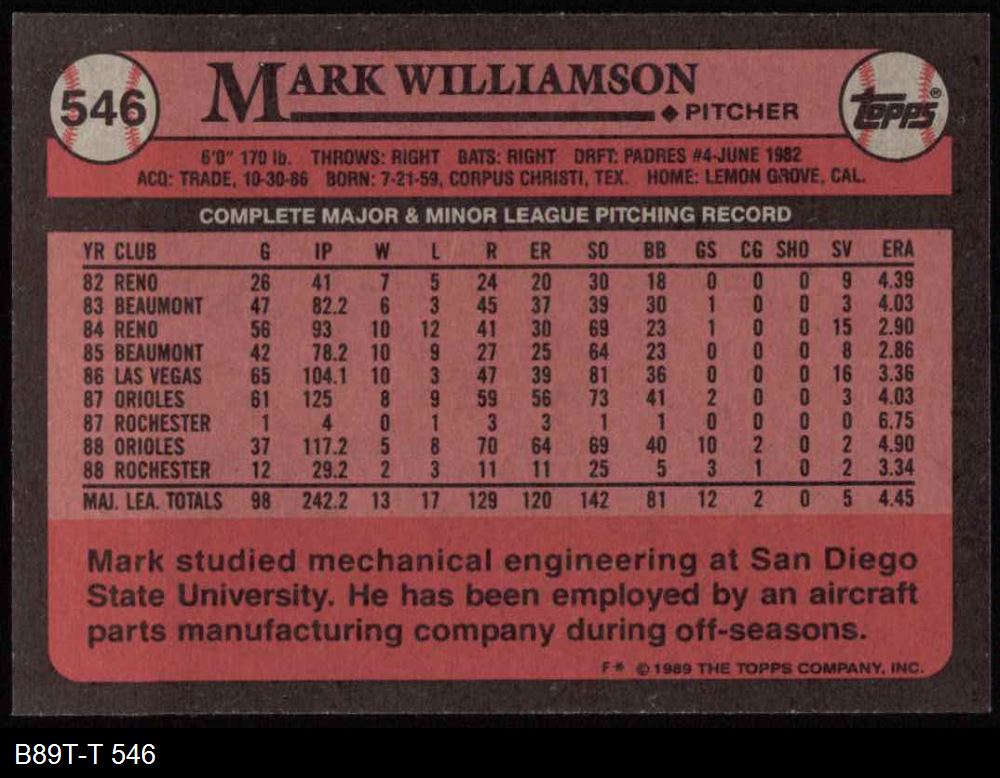 546
MARK WILLIAMSON
◆ PITCHER
TOPPS®
6'0" 170 lb. THROWS: RIGHT BATS: RIGHT DRFT: PADRES #4-JUNE 1982
ACQ: TRADE, 10-30-86 BORN: 7-21-59, CORPUS CHRISTI, TEX. HOME: LEMON GROVE, CAL.
COMPLETE MAJOR & MINOR LEAGUE PITCHING RECORD
YR CLUB G IP W L R ER SO BB GS CG SHO SV ERA
82 RENO 26 41 7 5 24 20 30 18 0 0 0 9 4.39
83 BEAUMONT 47 82.2 6 3 45 37 39 30 1 0 0 3 4.03
84 RENO 56 93 10 12 41 30 69 23 1 0 0 15 2.90
85 BEAUMONT 42 78.2 10 9 27 25 64 23 0 0 0 8 2.86
86 LAS VEGAS 65 104.1 10 3 47 39 81 36 0 0 0 16 3.36
87 ORIOLES 61 125 8 9 59 56 73 41 2 0 0 3 4.03
87 ROCHESTER 1 4 0 1 3 3 1 1 0 0 0 0 6.75
88 ORIOLES 37 117.2 5 8 70 64 69 40 10 2 0 2 4.90
88 ROCHESTER 12 29.2 2 3 11 11 25 5 3 1 0 2 3.34
MAJ. LEA. TOTALS 98 242.2 13 17 129 120 142 81 12 2 0 5 4.45
Mark studied mechanical engineering at San Diego
State University. He has been employed by an aircraft
parts manufacturing company during off-seasons.
F* © 1989 THE TOPPS COMPANY, INC.
B89T-T 546